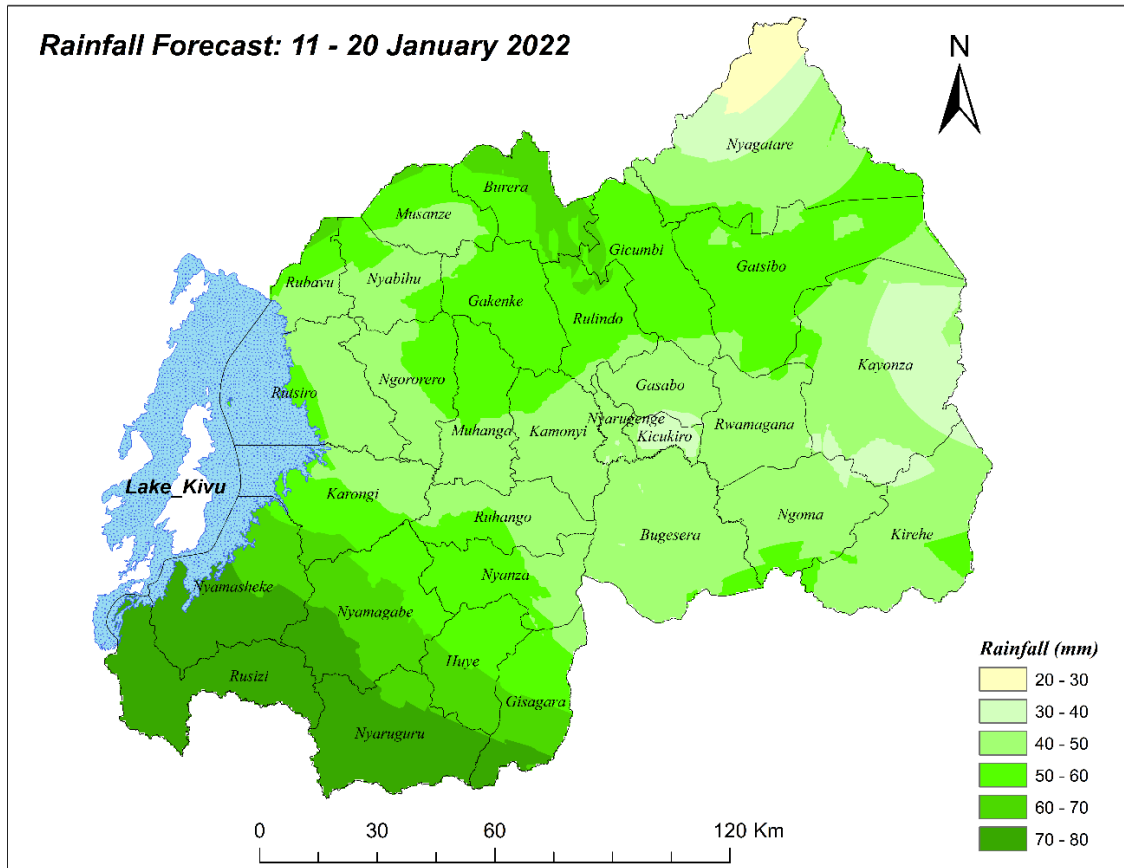 Rainfall Forecast: 11 - 20 January 2022
N
Nyagatare
Burera
Musanze
Gicumbi
Gatsibo
Rubavu
Nyabihu
Gakenke
Rulindo
Kayonza
Ngororero
Gasabo
Rutsiro
Nyarugenge
Muhanga
Kamonyi
Kicukiro
Rwamagana
Lake_Kivu
Karongi
Ruhango
Ngoma
Bugesera
Kirehe
Nyamasheke
Nyanza
Nyamagabe
Huye
Rusizi
Gisagara
Nyaruguru
Rainfall (mm)
20 - 30
30 - 40
40 - 50
50 - 60
60 - 70
70 - 80
0 30 60 120 Km